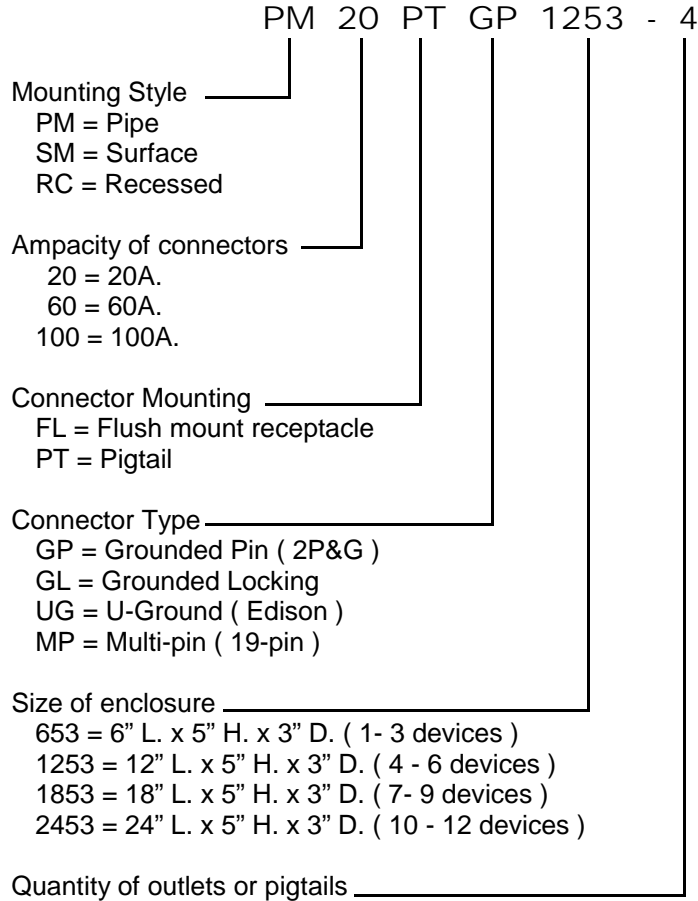 PM 20 PT GP 1253 - 4
Mounting Style
PM = Pipe
SM = Surface
RC = Recessed
Ampacity of connectors
20 = 20A.
60 = 60A.
100 = 100A.
Connector Mounting
FL = Flush mount receptacle
PT = Pigtail
Connector Type
GP = Grounded Pin ( 2P&G )
GL = Grounded Locking
UG = U-Ground ( Edison )
MP = Multi-pin ( 19-pin )
Size of enclosure
653 = 6” L. x 5” H. x 3” D. ( 1- 3 devices )
1253 = 12” L. x 5” H. x 3” D. ( 4 - 6 devices )
1853 = 18” L. x 5” H. x 3” D. ( 7- 9 devices )
2453 = 24” L. x 5” H. x 3” D. ( 10 - 12 devices )
Quantity of outlets or pigtails